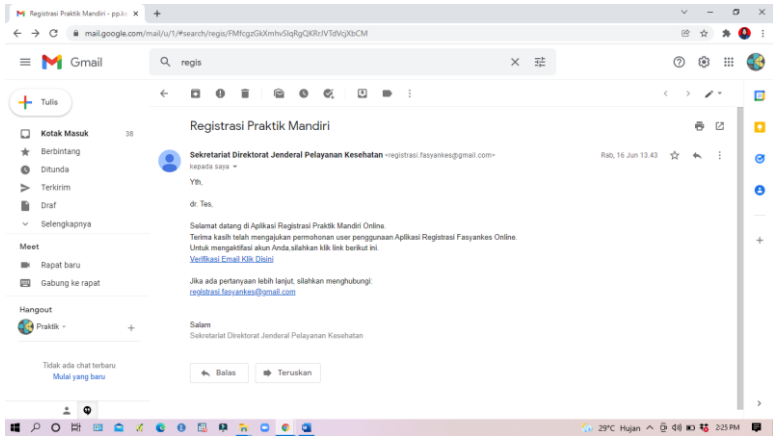 Registrasi Praktik Mandiri - pp.ke
mail.google.com/mail/u/1/#search/regis/FMfcgzGkXmhvSlqRgQKRrJVTdVcjXbCM
Gmail
regis
Tulis
Kotak Masuk 38
Berbintang
Ditunda
Terkirim
Draf
Selengkapnya
Meet
Rapat baru
Gabung ke rapat
Hangout
Praktik
Tidak ada chat terbaru
Mulai yang baru
Registrasi Praktik Mandiri
Sekretariat Direktorat Jenderal Pelayanan Kesehatan <registrasi.fasyankes@gmail.com>
Rab, 16 Jun 13.43
kepada saya
Yth,
dr. Tes,
Selamat datang di Aplikasi Registrasi Praktik Mandiri Online.
Terima kasih telah mengajukan permohonan user penggunaan Aplikasi Registrasi Fasyankes Online.
Untuk mengaktifasi akun Anda,silahkan klik link berikut ini.
Verifikasi Email Klik Disini
Jika ada pertanyaan lebih lanjut, silahkan menghubungi:
registrasi.fasyankes@gmail.com
Salam
Sekretariat Direktorat Jenderal Pelayanan Kesehatan
Balas
Teruskan
29°C Hujan
2:25 PM